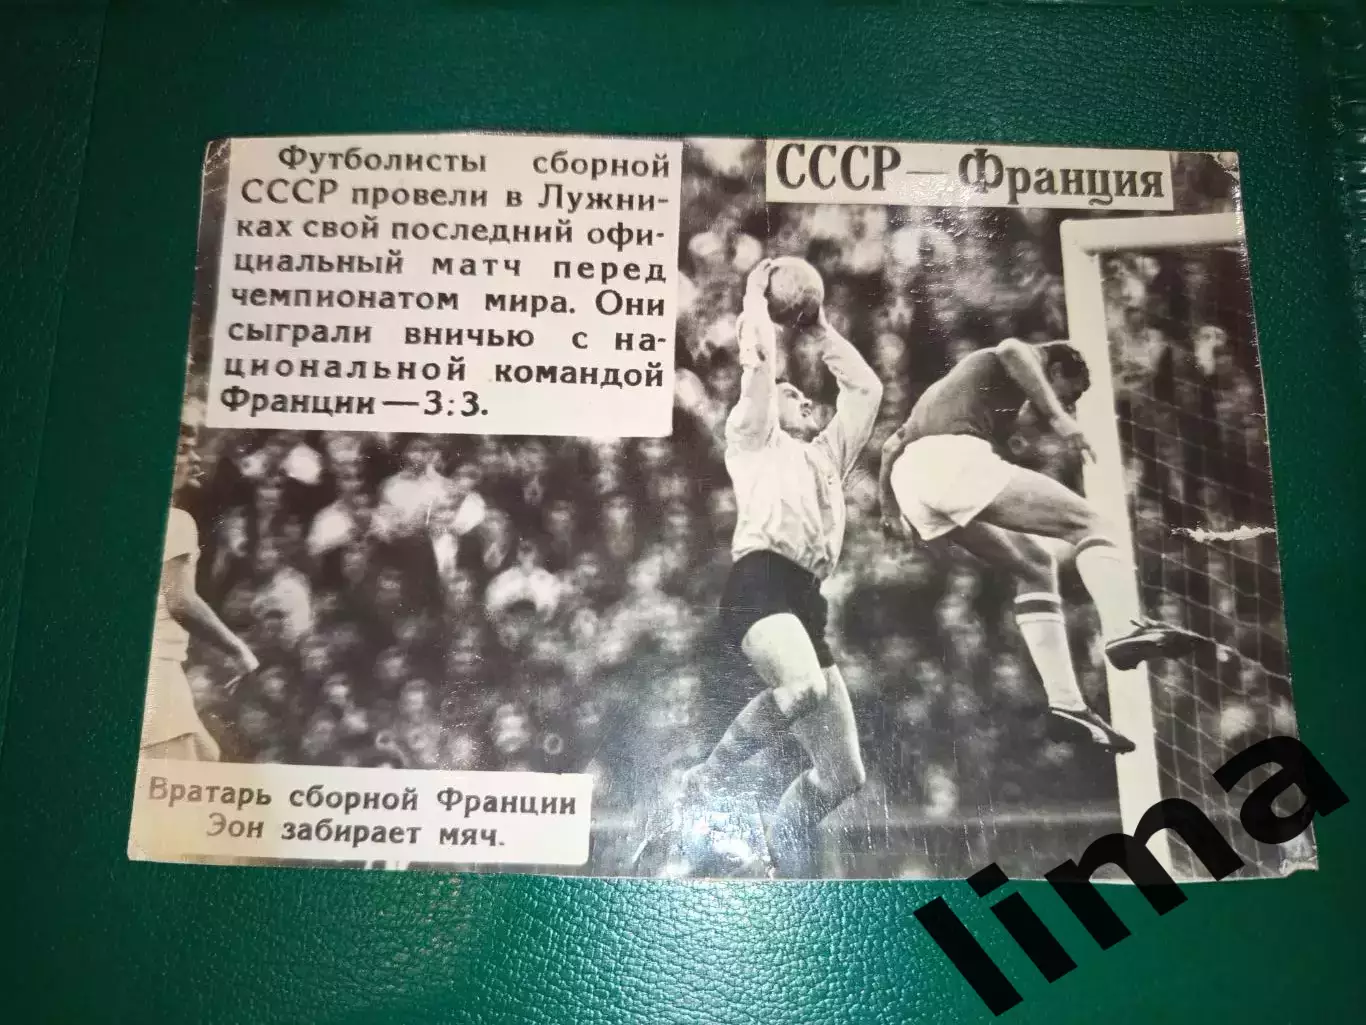 Футболисты сборной
СССР провели в Лужни-
ках свой последний офи-
циальный матч перед
чемпионатом мира. Они
сыграли вничью с на-
циональной командой
Франции — 3:3.
СССР — Франция
Вратарь сборной Франции
Эон забирает мяч.
lima